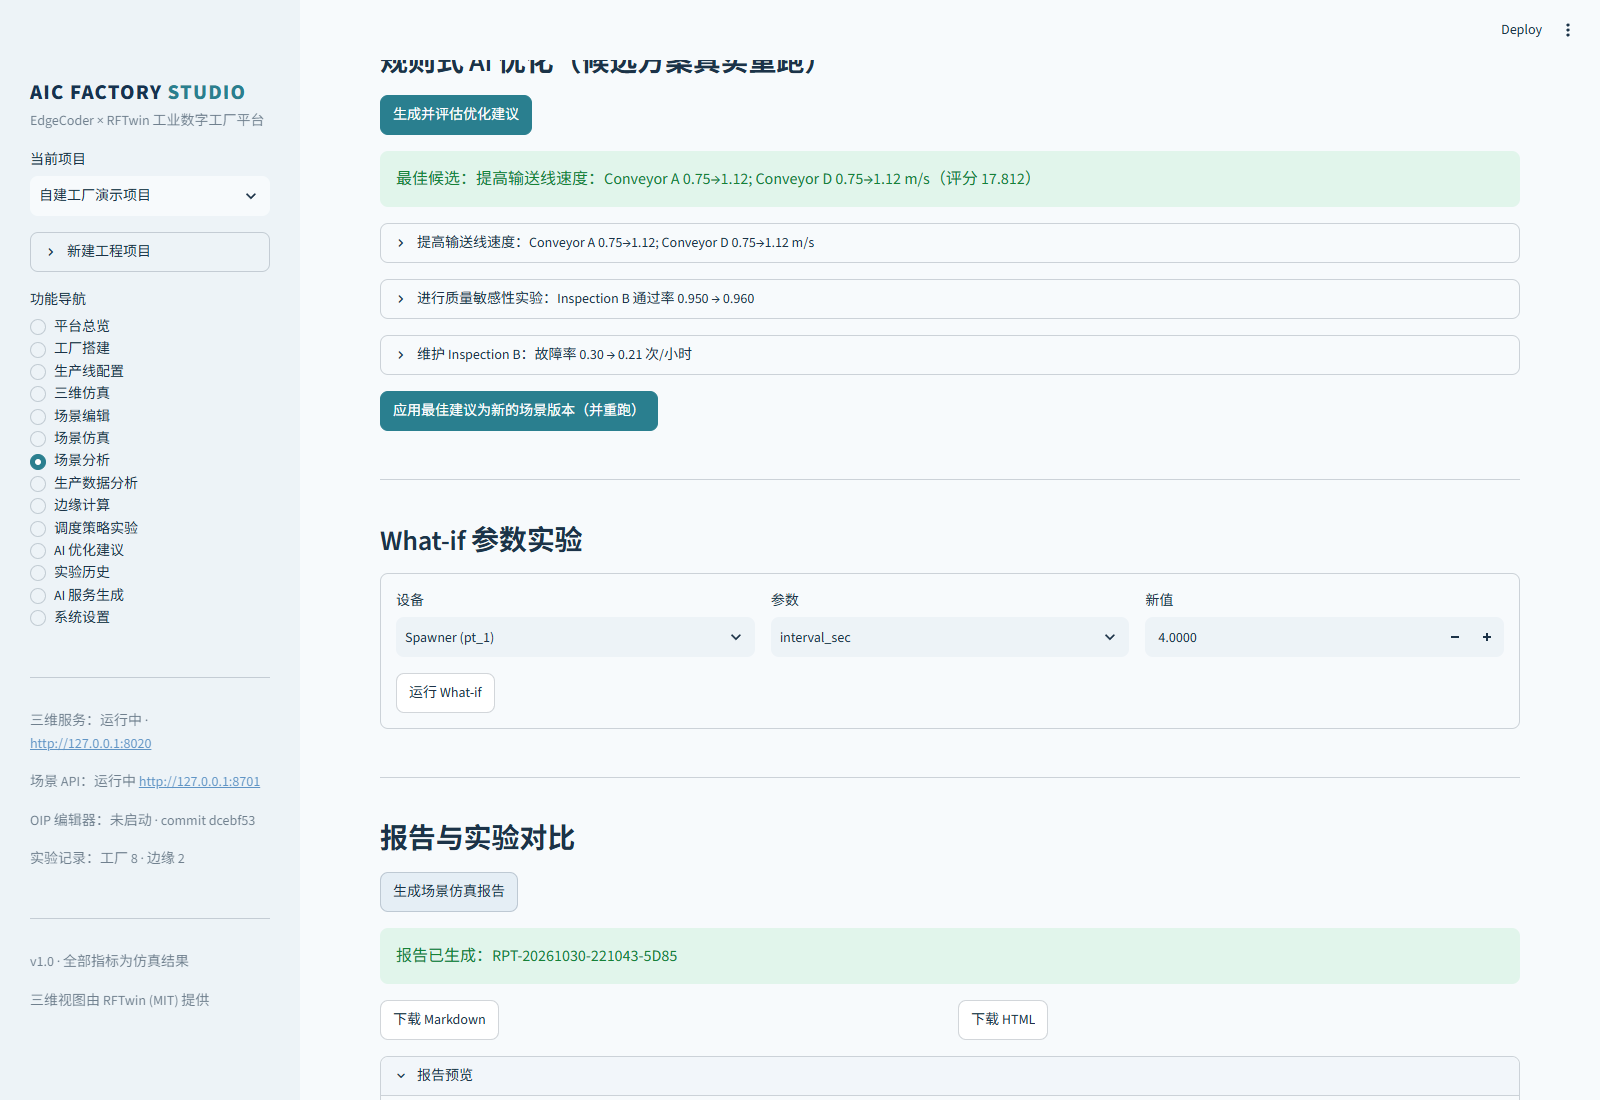 Deploy
AIC FACTORY STUDIO
EdgeCoder × RFTwin 工业数字工厂平台
当前项目
自建工厂演示项目
新建工程项目
功能导航
平台总览
工厂搭建
生产线配置
三维仿真
场景编辑
场景仿真
场景分析
生产数据分析
边缘计算
调度策略实验
AI 优化建议
实验历史
AI 服务生成
系统设置
三维服务：运行中 ·
http://127.0.0.1:8020
场景 API：运行中 http://127.0.0.1:8701
OIP 编辑器：未启动 · commit dcebf53
实验记录：工厂 8 · 边缘 2
v1.0 · 全部指标为仿真结果
三维视图由 RFTwin (MIT) 提供
规则式 AI 优化（候选方案真实重跑）
生成并评估优化建议
最佳候选：提高输送线速度：Conveyor A 0.75→1.12; Conveyor D 0.75→1.12 m/s（评分 17.812）
提高输送线速度：Conveyor A 0.75→1.12; Conveyor D 0.75→1.12 m/s
进行质量敏感性实验：Inspection B 通过率 0.950 → 0.960
维护 Inspection B：故障率 0.30 → 0.21 次/小时
应用最佳建议为新的场景版本（并重跑）
What-if 参数实验
设备 参数 新值
Spawner (pt_1) interval_sec 4.0000
运行 What-if
报告与实验对比
生成场景仿真报告
报告已生成：RPT-20261030-221043-5D85
下载 Markdown 下载 HTML
报告预览